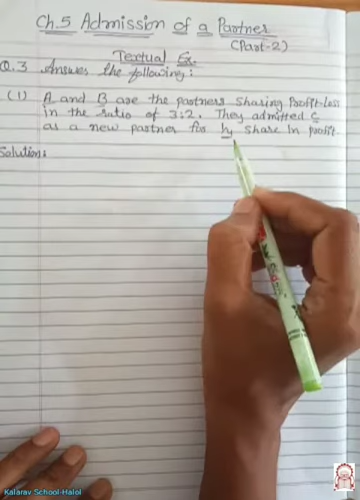 Ch.5 Admission of a Partner
(Part-2)
Textual Ex.
Q.3 Answer the following:
(1) A and B are the partners sharing Profit-Loss
in the ratio of 3:2. They admitted C
as a new partner for 1/4 share in profit.
Solution:
Kalarav School-Halol